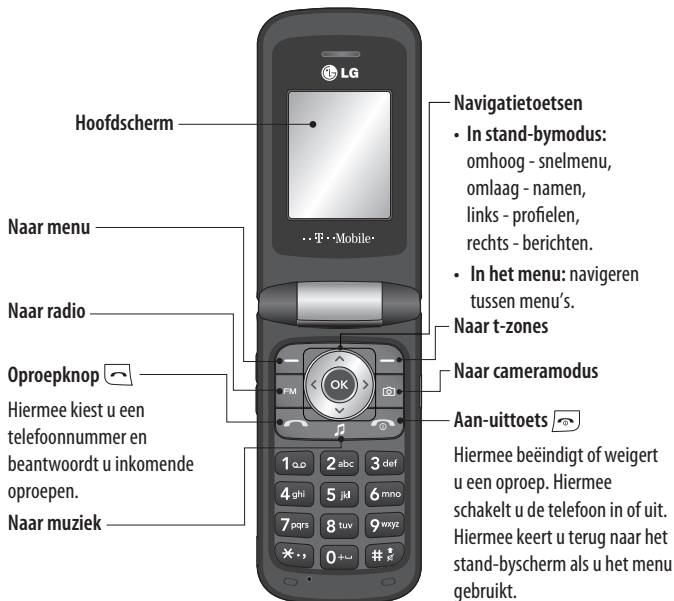 Hoofdscherm
Naar menu
Naar radio
Oproepknop
Hiermee kiest u een
telefoonnummer en
beantwoordt u inkomende
oproepen.
Naar muziek
LG
T-Mobile
OK
FM
1
2 abc
3 def
4 ghi
5 jkl
6 mno
7 pqrs
8 tuv
9 wxyz
*.,
0+
#
Navigatietoetsen
• In stand-bymodus:
omhoog - snelmenu,
omlaag - namen,
links - profielen,
rechts - berichten.
• In het menu: navigeren
tussen menu's.
Naar t-zones
Naar cameramodus
Aan-uittoets
Hiermee beëindigt of weigert
u een oproep. Hiermee
schakelt u de telefoon in of uit.
Hiermee keert u terug naar het
stand-byscherm als u het menu
gebruikt.